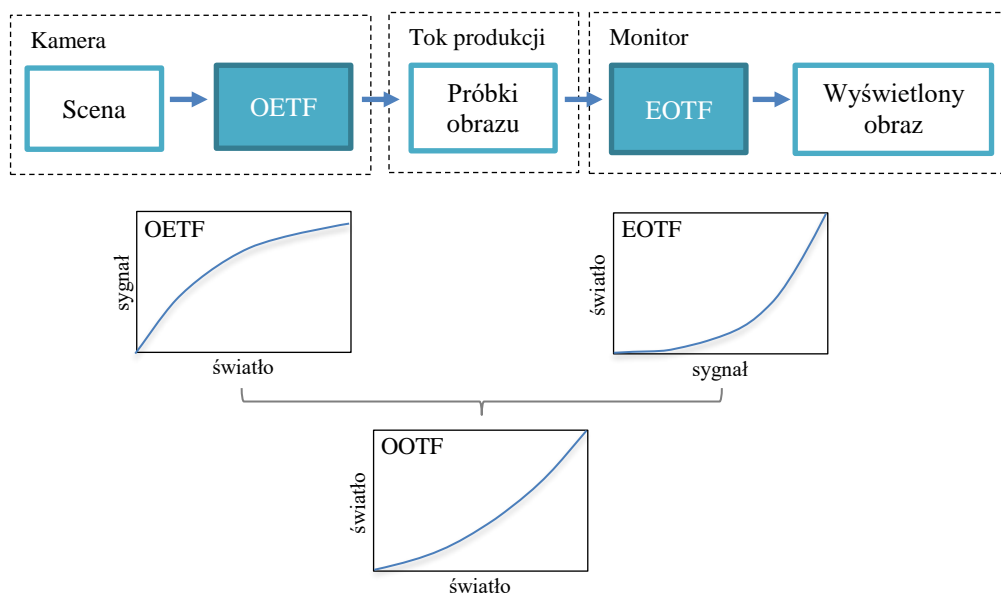 Kamera
Tok produkcji
Monitor
Scena
OETF
Próbki
obrazu
EOTF
Wyświetlony
obraz
OETF
sygnał
światło
EOTF
światło
sygnał
OOTF
światło
światło